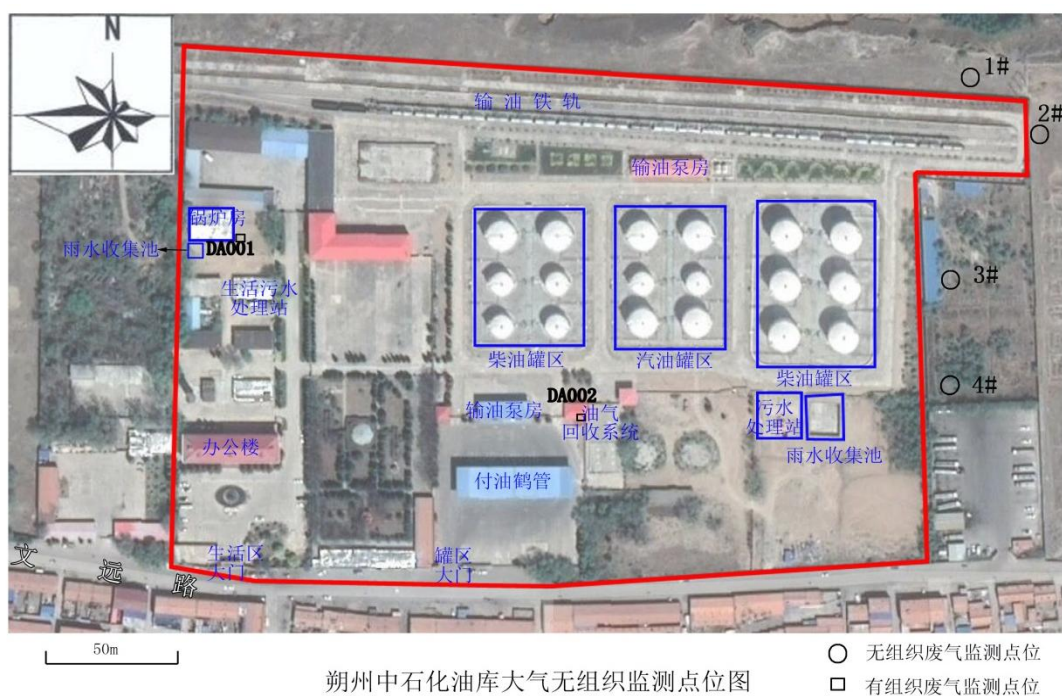 N
1#
2#
输油铁轨
输油泵房
锅炉房
雨水收集池
DA001
3#
生活污水
处理站
柴油罐区
汽油罐区
柴油罐区
4#
DA002
输油泵房
油气
回收系统
污水
处理站
办公楼
雨水收集池
付油鹤管
文远路
生活区
大门
罐区
大门
50m
朔州中石化油库大气无组织监测点位图
无组织废气监测点位
有组织废气监测点位